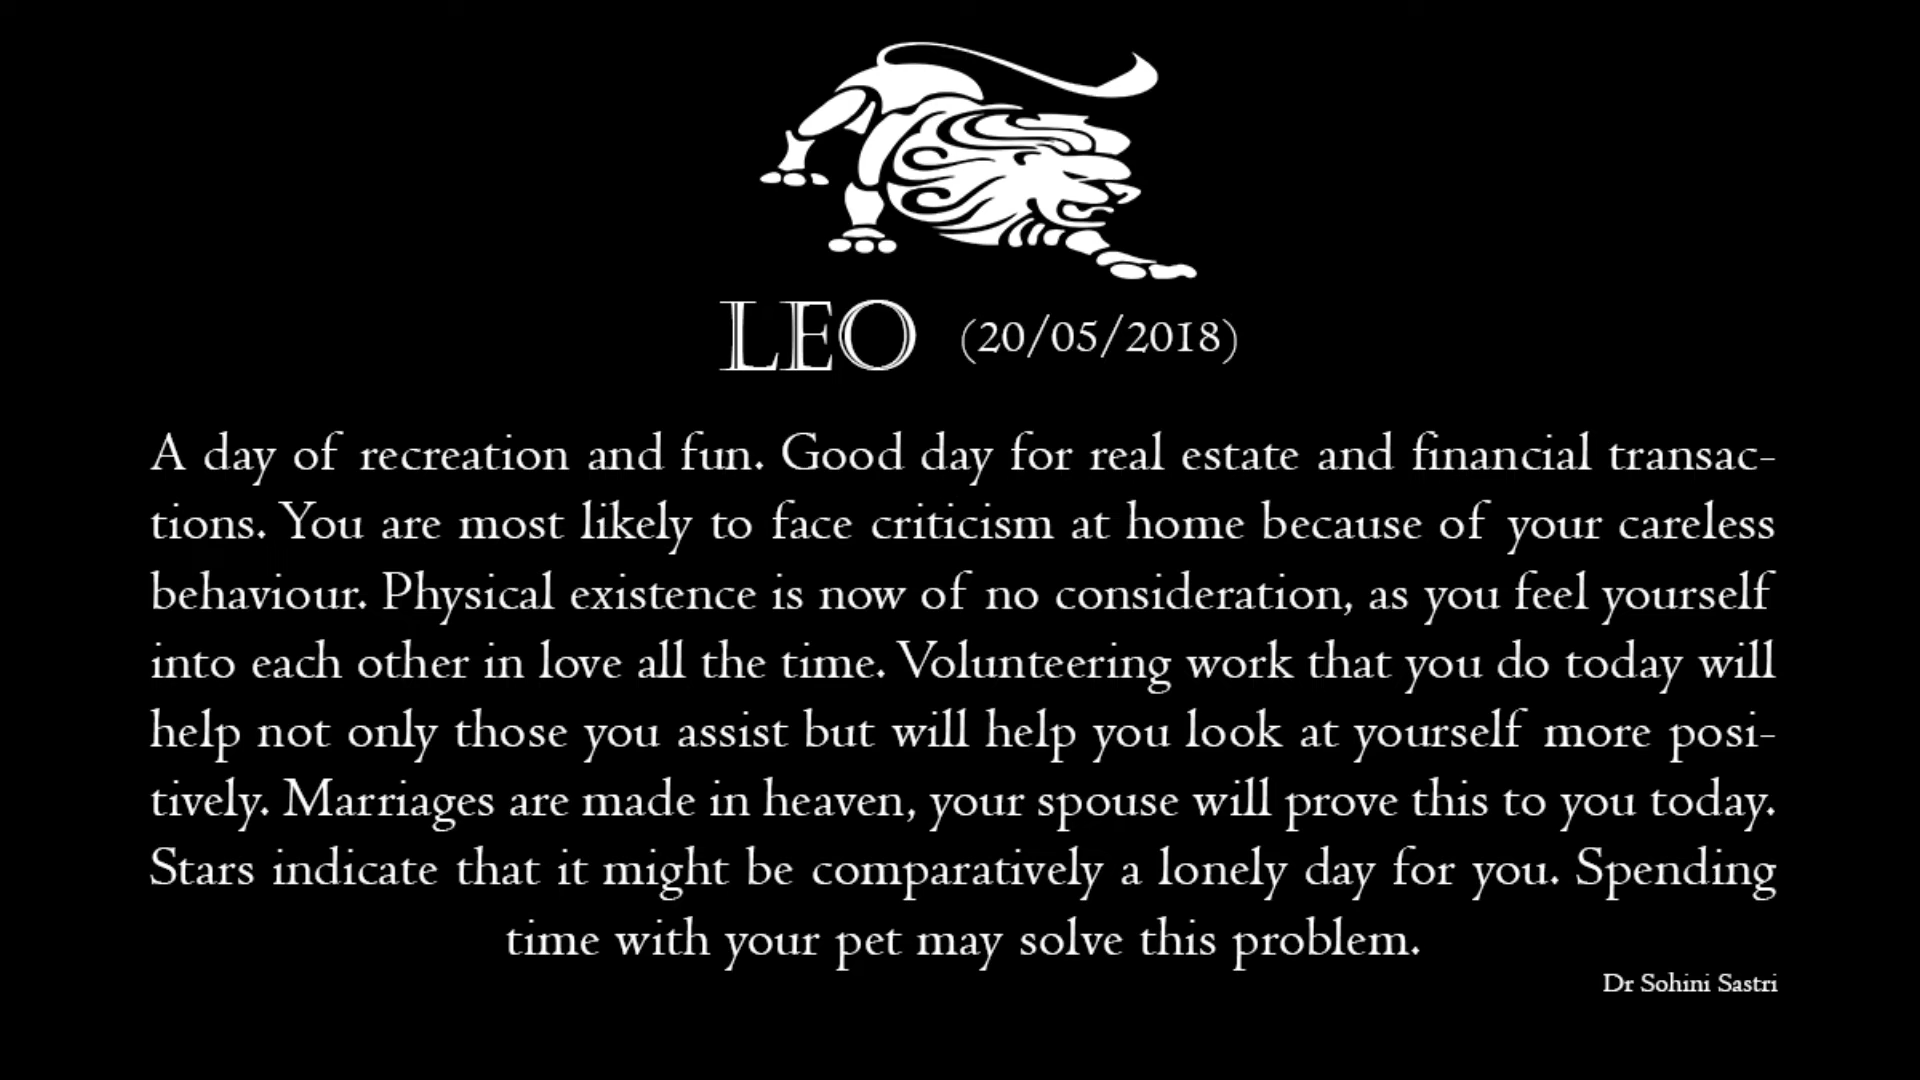 LEO (20/05/2018)
A day of recreation and fun. Good day for real estate and financial transac-
tions. You are most likely to face criticism at home because of your careless
behaviour. Physical existence is now of no consideration, as you feel yourself
into each other in love all the time. Volunteering work that you do today will
help not only those you assist but will help you look at yourself more posi-
tively. Marriages are made in heaven, your spouse will prove this to you today.
Stars indicate that it might be comparatively a lonely day for you. Spending
time with your pet may solve this problem.
Dr Sohini Sastri